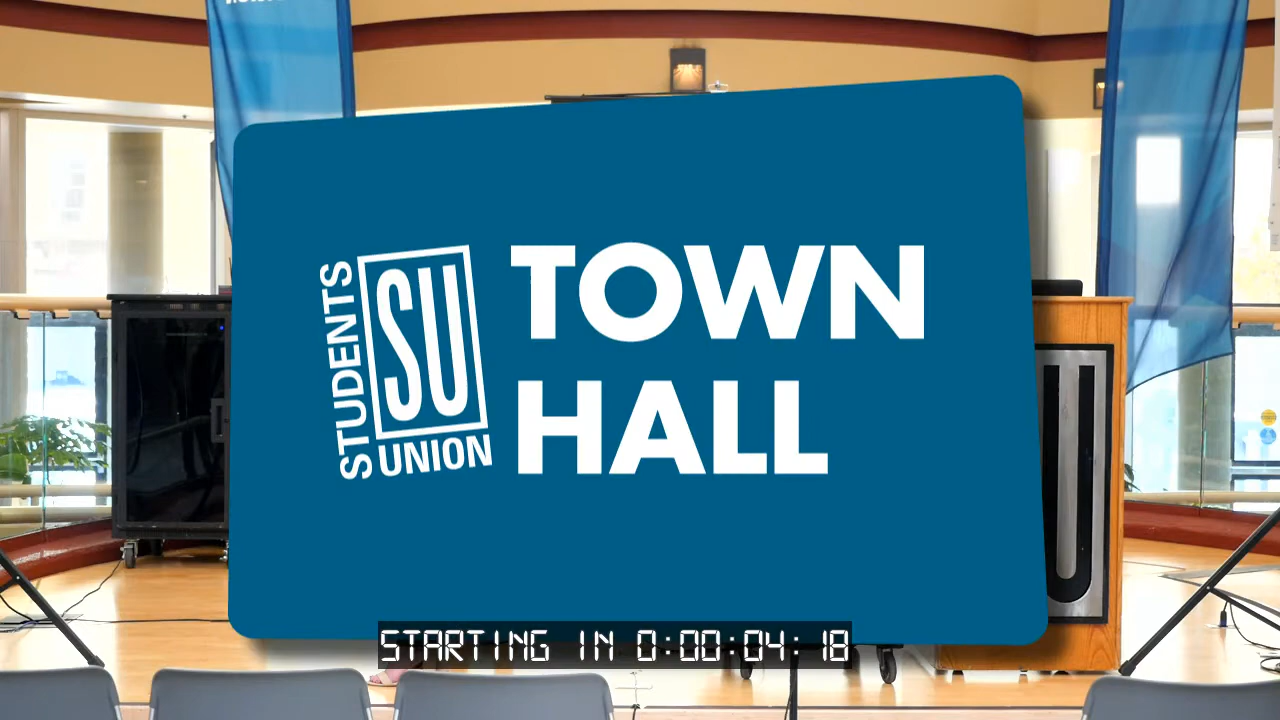 STUDENTS
SU
UNION
TOWN
HALL
STARTING IN 0:00:04:18